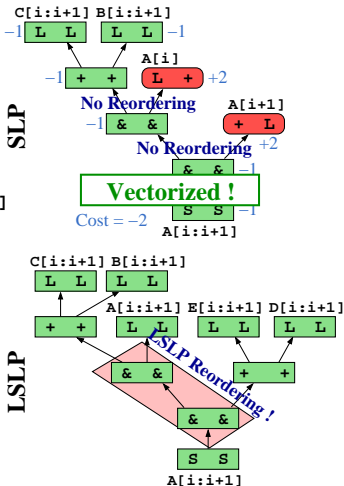 C[i:i+1] B[i:i+1]
−1 L L L L −1
A[i]
−1 + + L + +2
No Reordering
A[i+1]
−1 & & + L
No Reordering +2
SLP
& & −1
Vectorized !
]
S S −1
Cost = −2
A[i:i+1]
C[i:i+1] B[i:i+1]
L L L L
A[i:i+1] E[i:i+1] D[i:i+1]
+ + L L L L L L
LSLP Reordering !
& & + +
LSLP
& &
S S
A[i:i+1]